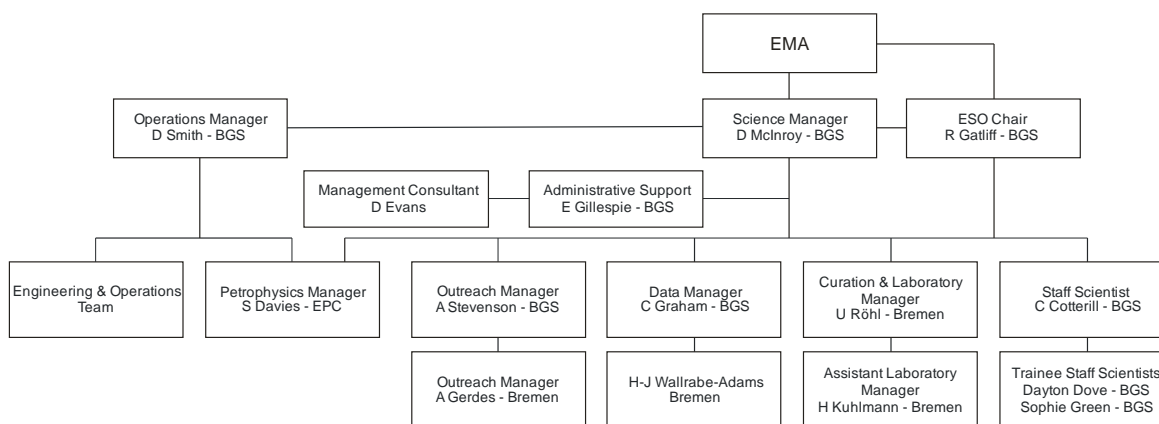 EMA
Operations Manager
D Smith - BGS
Science Manager
D McInroy - BGS
ESO Chair
R Gatliff - BGS
Management Consultant
D Evans
Administrative Support
E Gillespie - BGS
Engineering & Operations
Team
Petrophysics Manager
S Davies - EPC
Outreach Manager
A Stevenson - BGS
Data Manager
C Graham - BGS
Curation & Laboratory
Manager
U Röhl - Bremen
Staff Scientist
C Cotterill - BGS
Outreach Manager
A Gerdes - Bremen
H-J Wallrabe-Adams
Bremen
Assistant Laboratory
Manager
H Kuhlmann - Bremen
Trainee Staff Scientists
Dayton Dove - BGS
Sophie Green - BGS